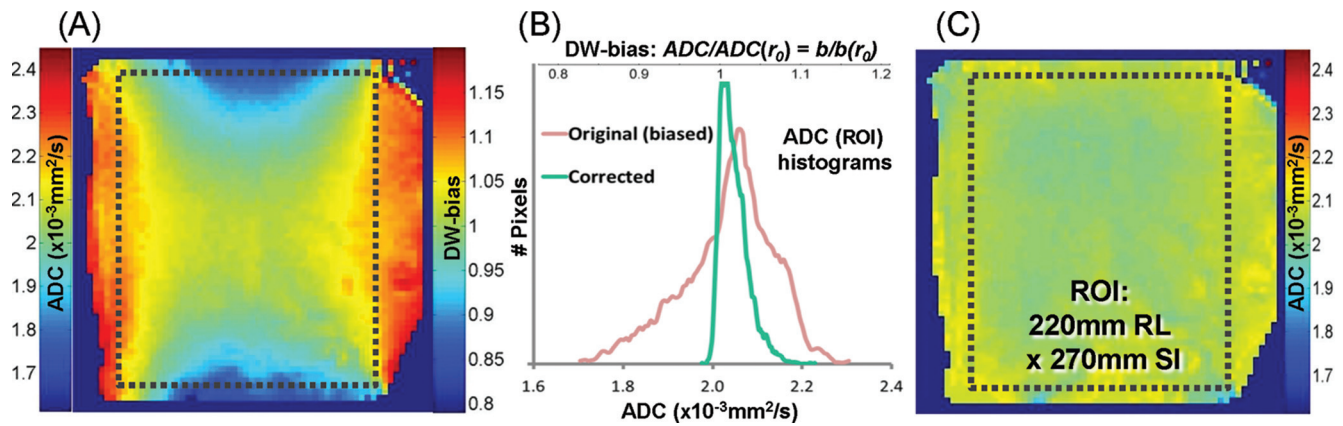 (A)
2.4
2.3
2.2
2.1
2
1.9
1.8
1.7
ADC (x10⁻³mm²/s)
1.15
1.1
1.05
1
0.95
0.9
0.85
0.8
DW-bias
(B)
DW-bias: ADC/ADC(r₀) = b/b(r₀)
0.8 0.9 1 1.1 1.2
Original (biased)
Corrected
ADC (ROI)
histograms
# Pixels
1.6 1.8 2.0 2.2 2.4
ADC (x10⁻³mm²/s)
(C)
ROI:
220mm RL
x 270mm SI
2.4
2.3
2.2
2.1
2
1.9
1.8
1.7
ADC (x10⁻³mm²/s)